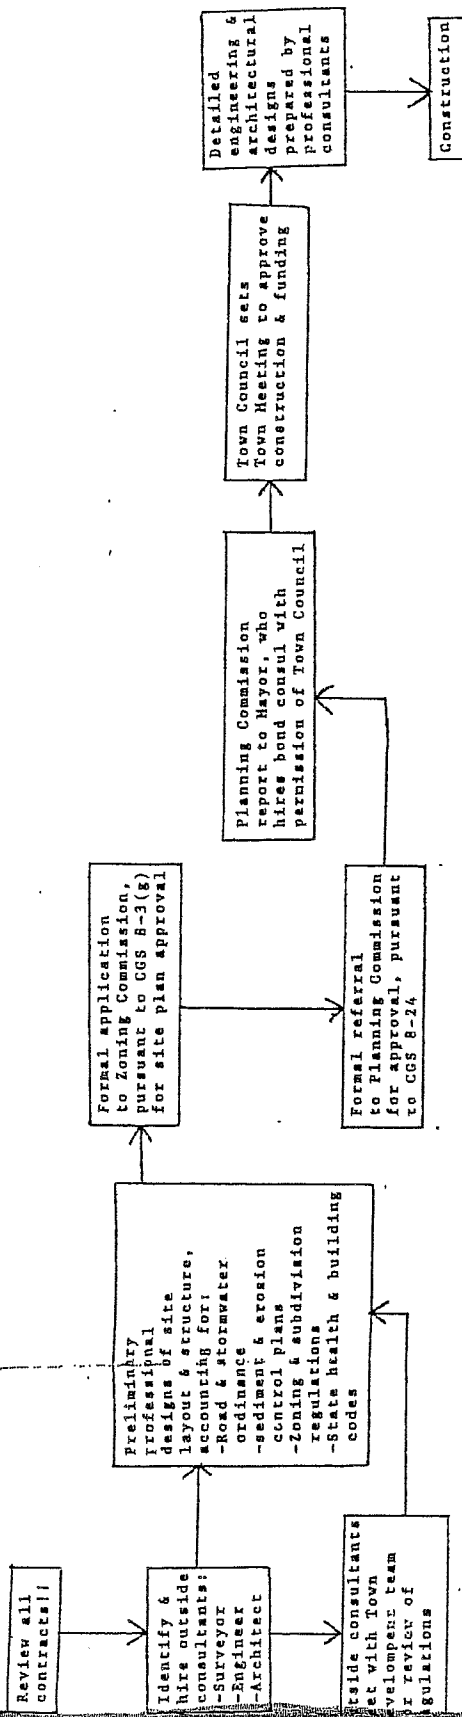 Review all
contracts!!
Identify &
hire outside
consultants:
-Surveyor
Engineer
-Architect
tside consultants
et with Town
evelopment team
or review of
gulations
Preliminary
professional
designs of site
layout & structure,
accounting for:
-Road & stormwater
ordinance
-sediment & erosion
control plans
-Zoning & subdivision
regulations
-State health & building
codes
Formal application
to Zoning Commission,
pursuant to CGS 8-3(g)
for site plan approval
Formal referral
to Planning Commission
for approval, pursuant
to CGS 8-24
Planning Commission
report to Mayor, who
hires bond consul with
permission of Town Council
Town Council sets
Town Meeting to approve
construction & funding
Detailed
engineering &
architectural
designs
prepared by
professional
consultants
Construction